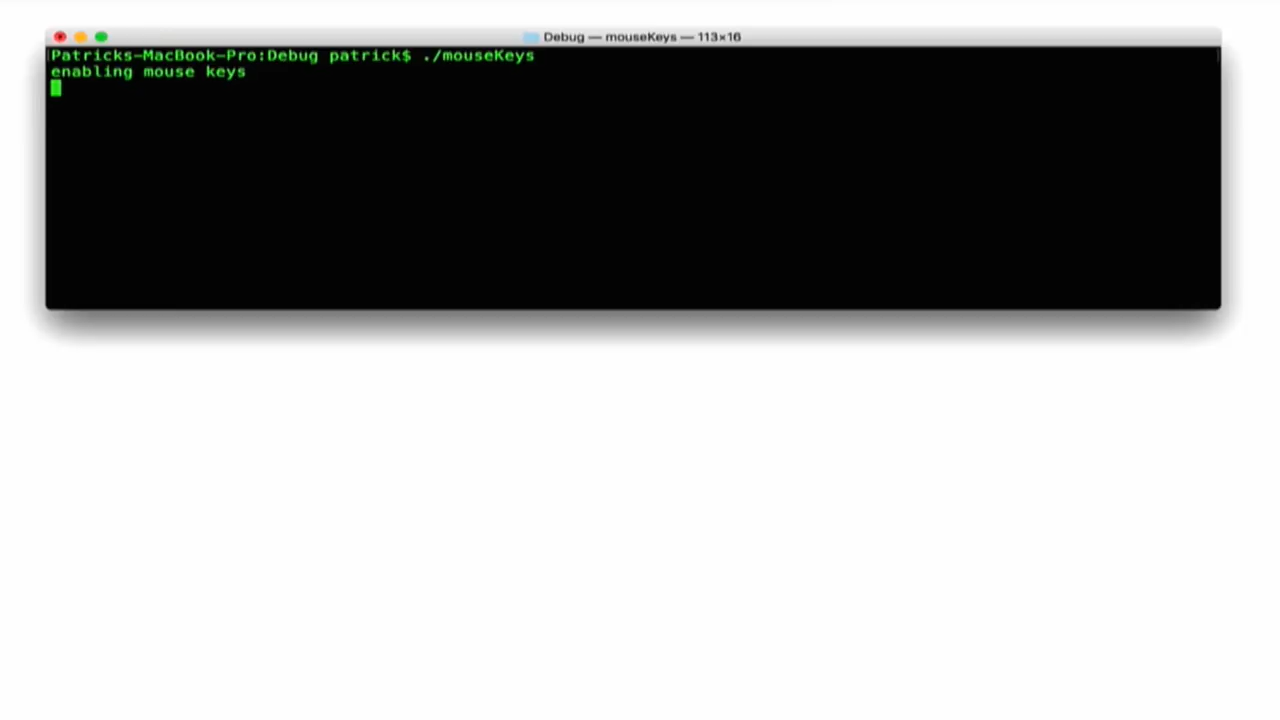 Debug — mouseKeys — 113×16
Patricks-MacBook-Pro:Debug patrick$ ./mouseKeys
enabling mouse keys